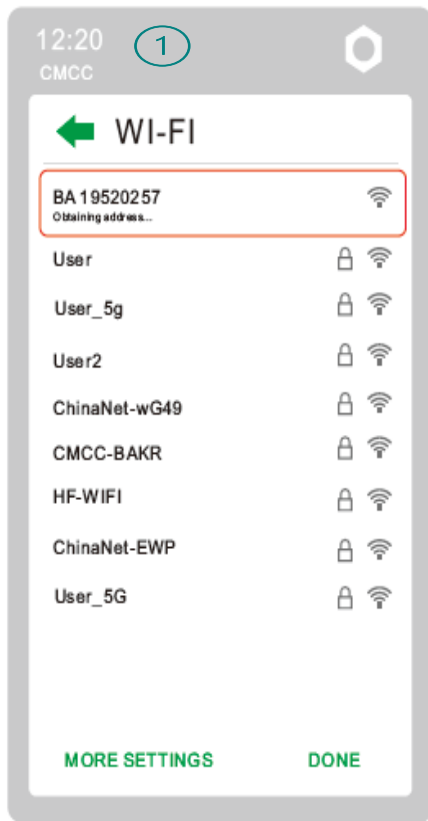 12:20
1
CMCC
WI-FI
BA 19520257
Obtaining address...
User
User_5g
User2
ChinaNet-wG49
CMCC-BAKR
HF-WIFI
ChinaNet-EWP
User_5G
MORE SETTINGS
DONE